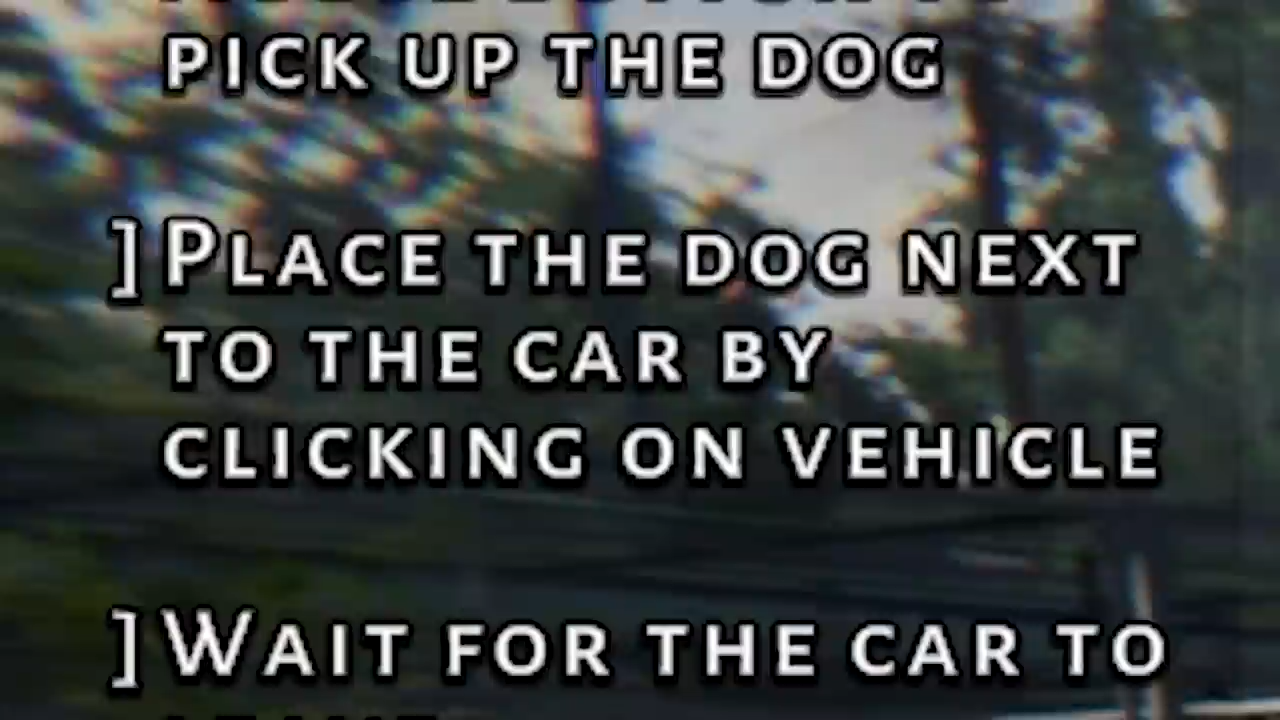 PICK UP THE DOG
] PLACE THE DOG NEXT
TO THE CAR BY
CLICKING ON VEHICLE
] WAIT FOR THE CAR TO